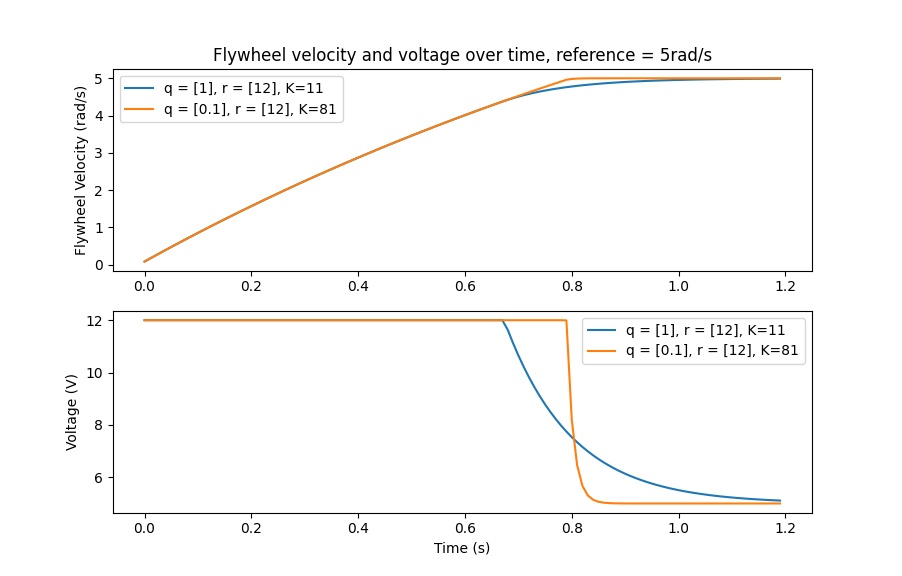 Flywheel velocity and voltage over time, reference = 5rad/s
Flywheel Velocity (rad/s)
5
4
3
2
1
0
q = [1], r = [12], K=11
q = [0.1], r = [12], K=81
0.0 0.2 0.4 0.6 0.8 1.0 1.2
Voltage (V)
12
10
8
6
q = [1], r = [12], K=11
q = [0.1], r = [12], K=81
0.0 0.2 0.4 0.6 0.8 1.0 1.2
Time (s)